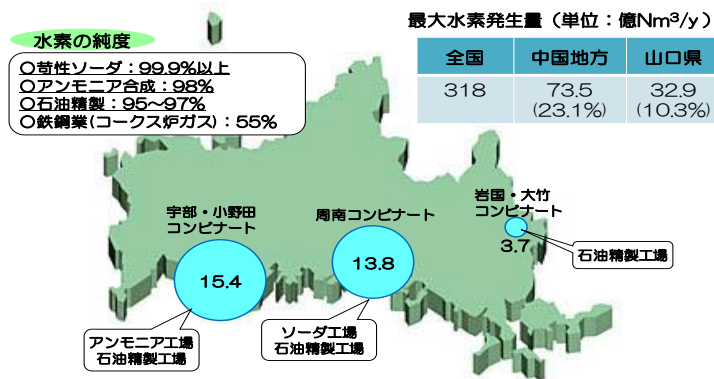 最大水素発生量（単位：億Nm³/y）
水素の純度
○苛性ソーダ：99.9%以上
○アンモニア合成：98%
○石油精製：95～97%
○鉄鋼業(コークス炉ガス)：55%
全国 中国地方 山口県
318 73.5 32.9
(23.1%) (10.3%)
宇部・小野田
コンビナート
15.4
アンモニア工場
石油精製工場
周南コンビナート
13.8
ソーダ工場
石油精製工場
岩国・大竹
コンビナート
3.7
石油精製工場